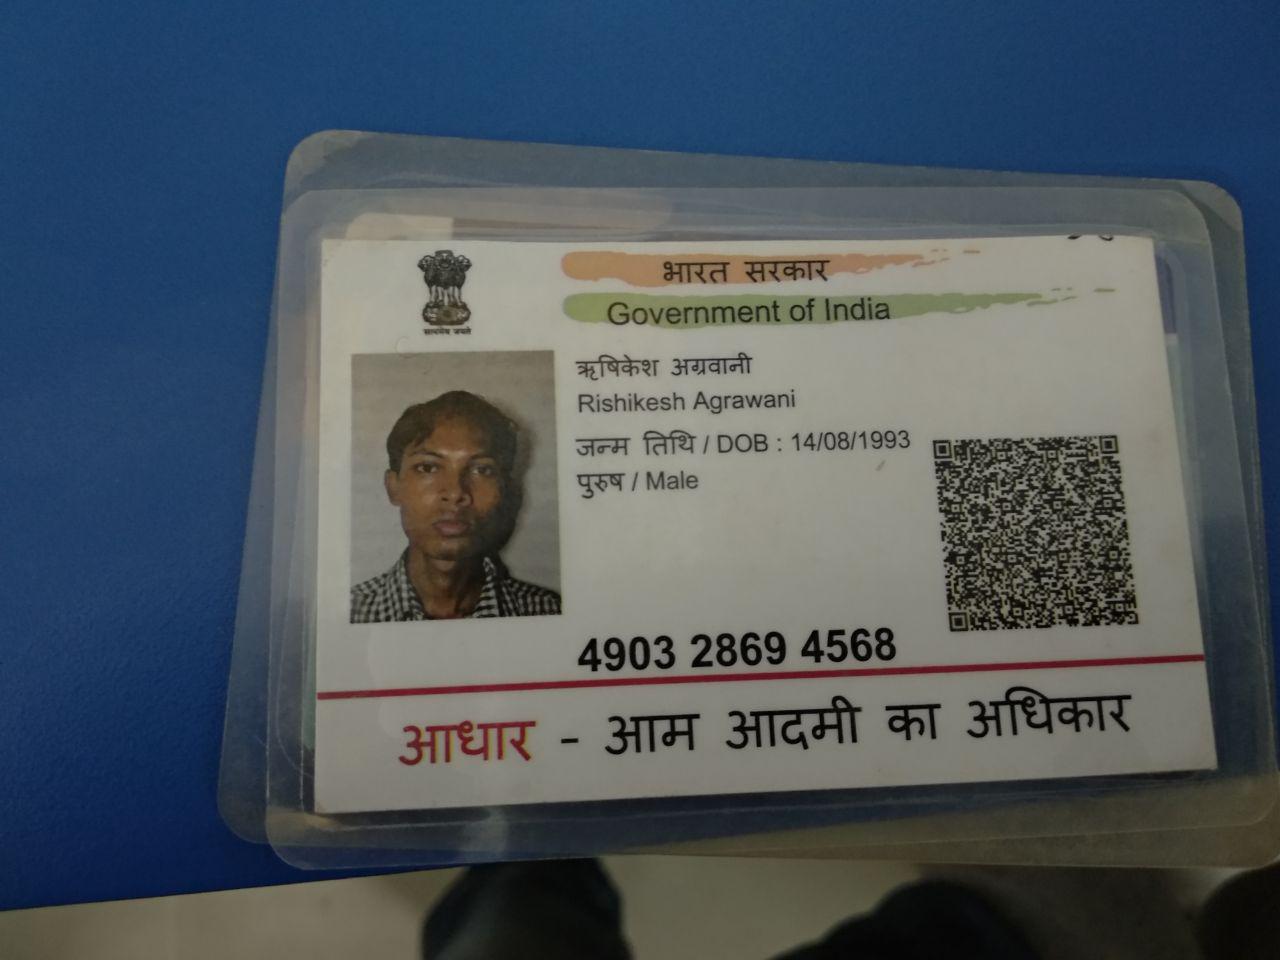 सत्यमेव जयते
भारत सरकार
Government of India
ऋषिकेश अग्रवानी
Rishikesh Agrawani
जन्म तिथि / DOB : 14/08/1993
पुरुष / Male
4903 2869 4568
आधार - आम आदमी का अधिकार